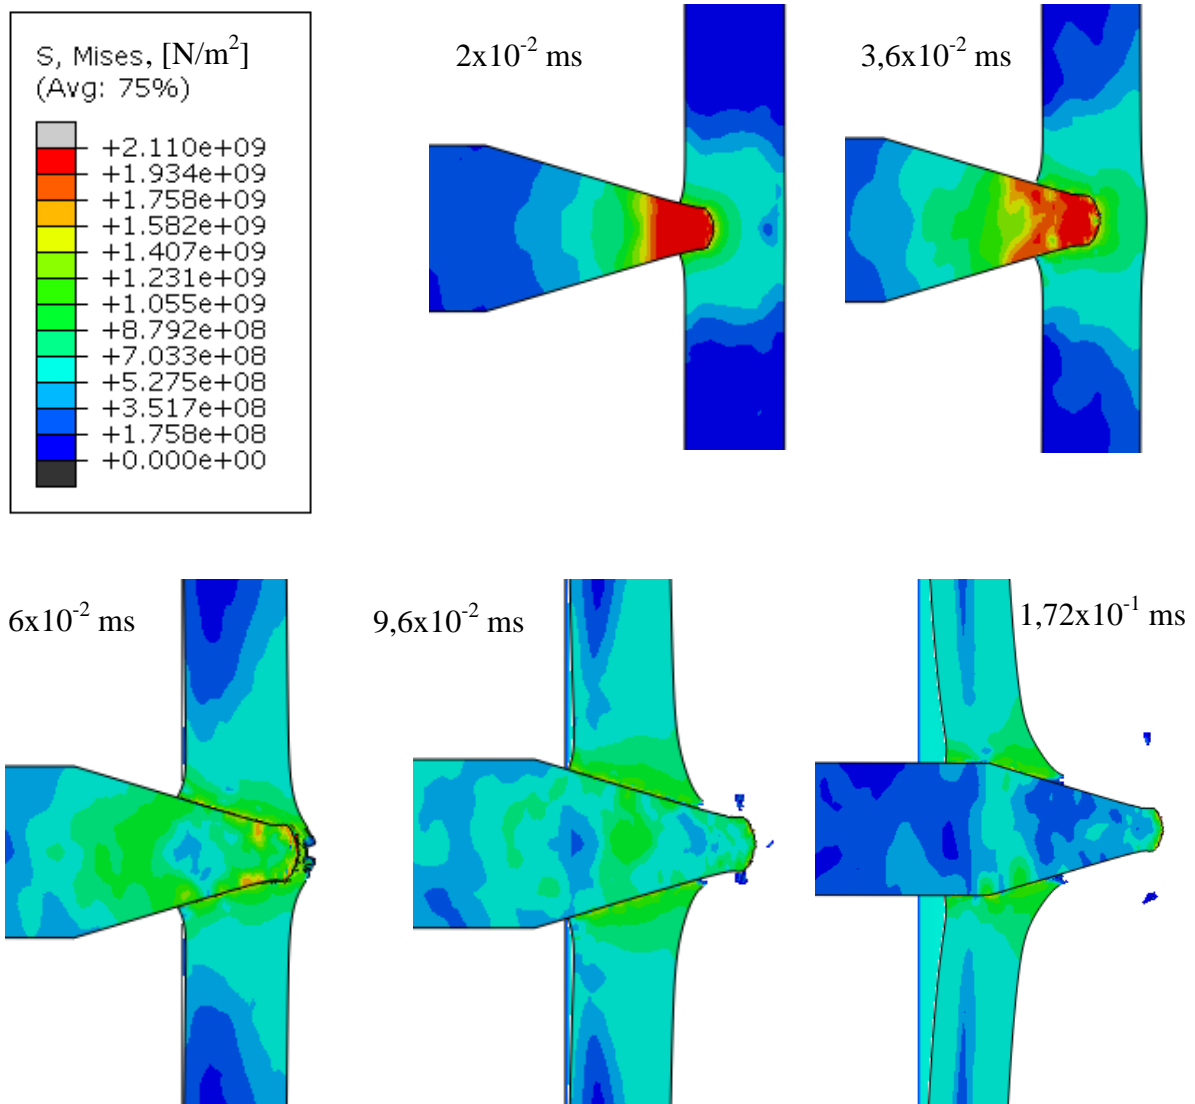 S, Mises, [N/m²]
(Avg: 75%)
+2.110e+09
+1.934e+09
+1.758e+09
+1.582e+09
+1.407e+09
+1.231e+09
+1.055e+09
+8.792e+08
+7.033e+08
+5.275e+08
+3.517e+08
+1.758e+08
+0.000e+00
2x10⁻² ms
3,6x10⁻² ms
6x10⁻² ms
9,6x10⁻² ms
1,72x10⁻¹ ms